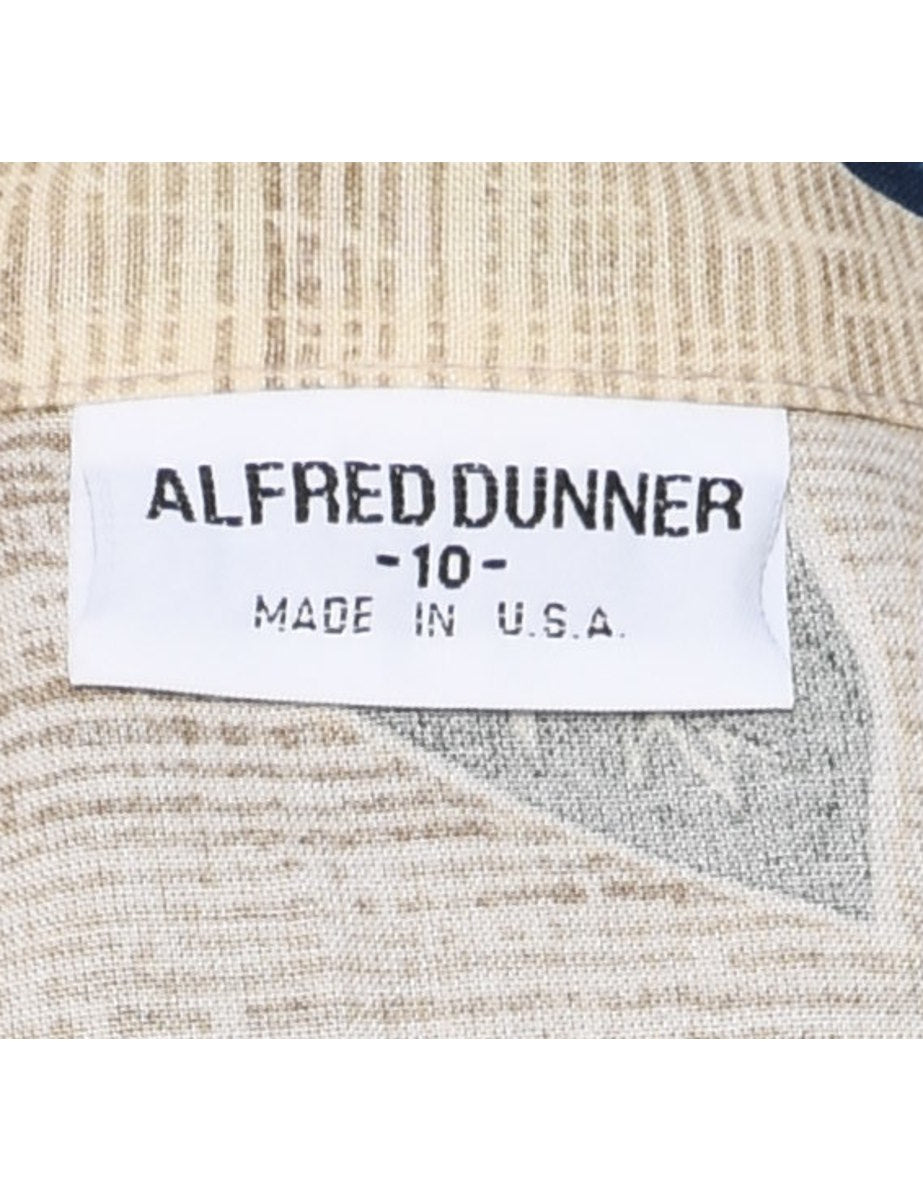 ALFRED DUNNER
-10-
MADE IN U.S.A.